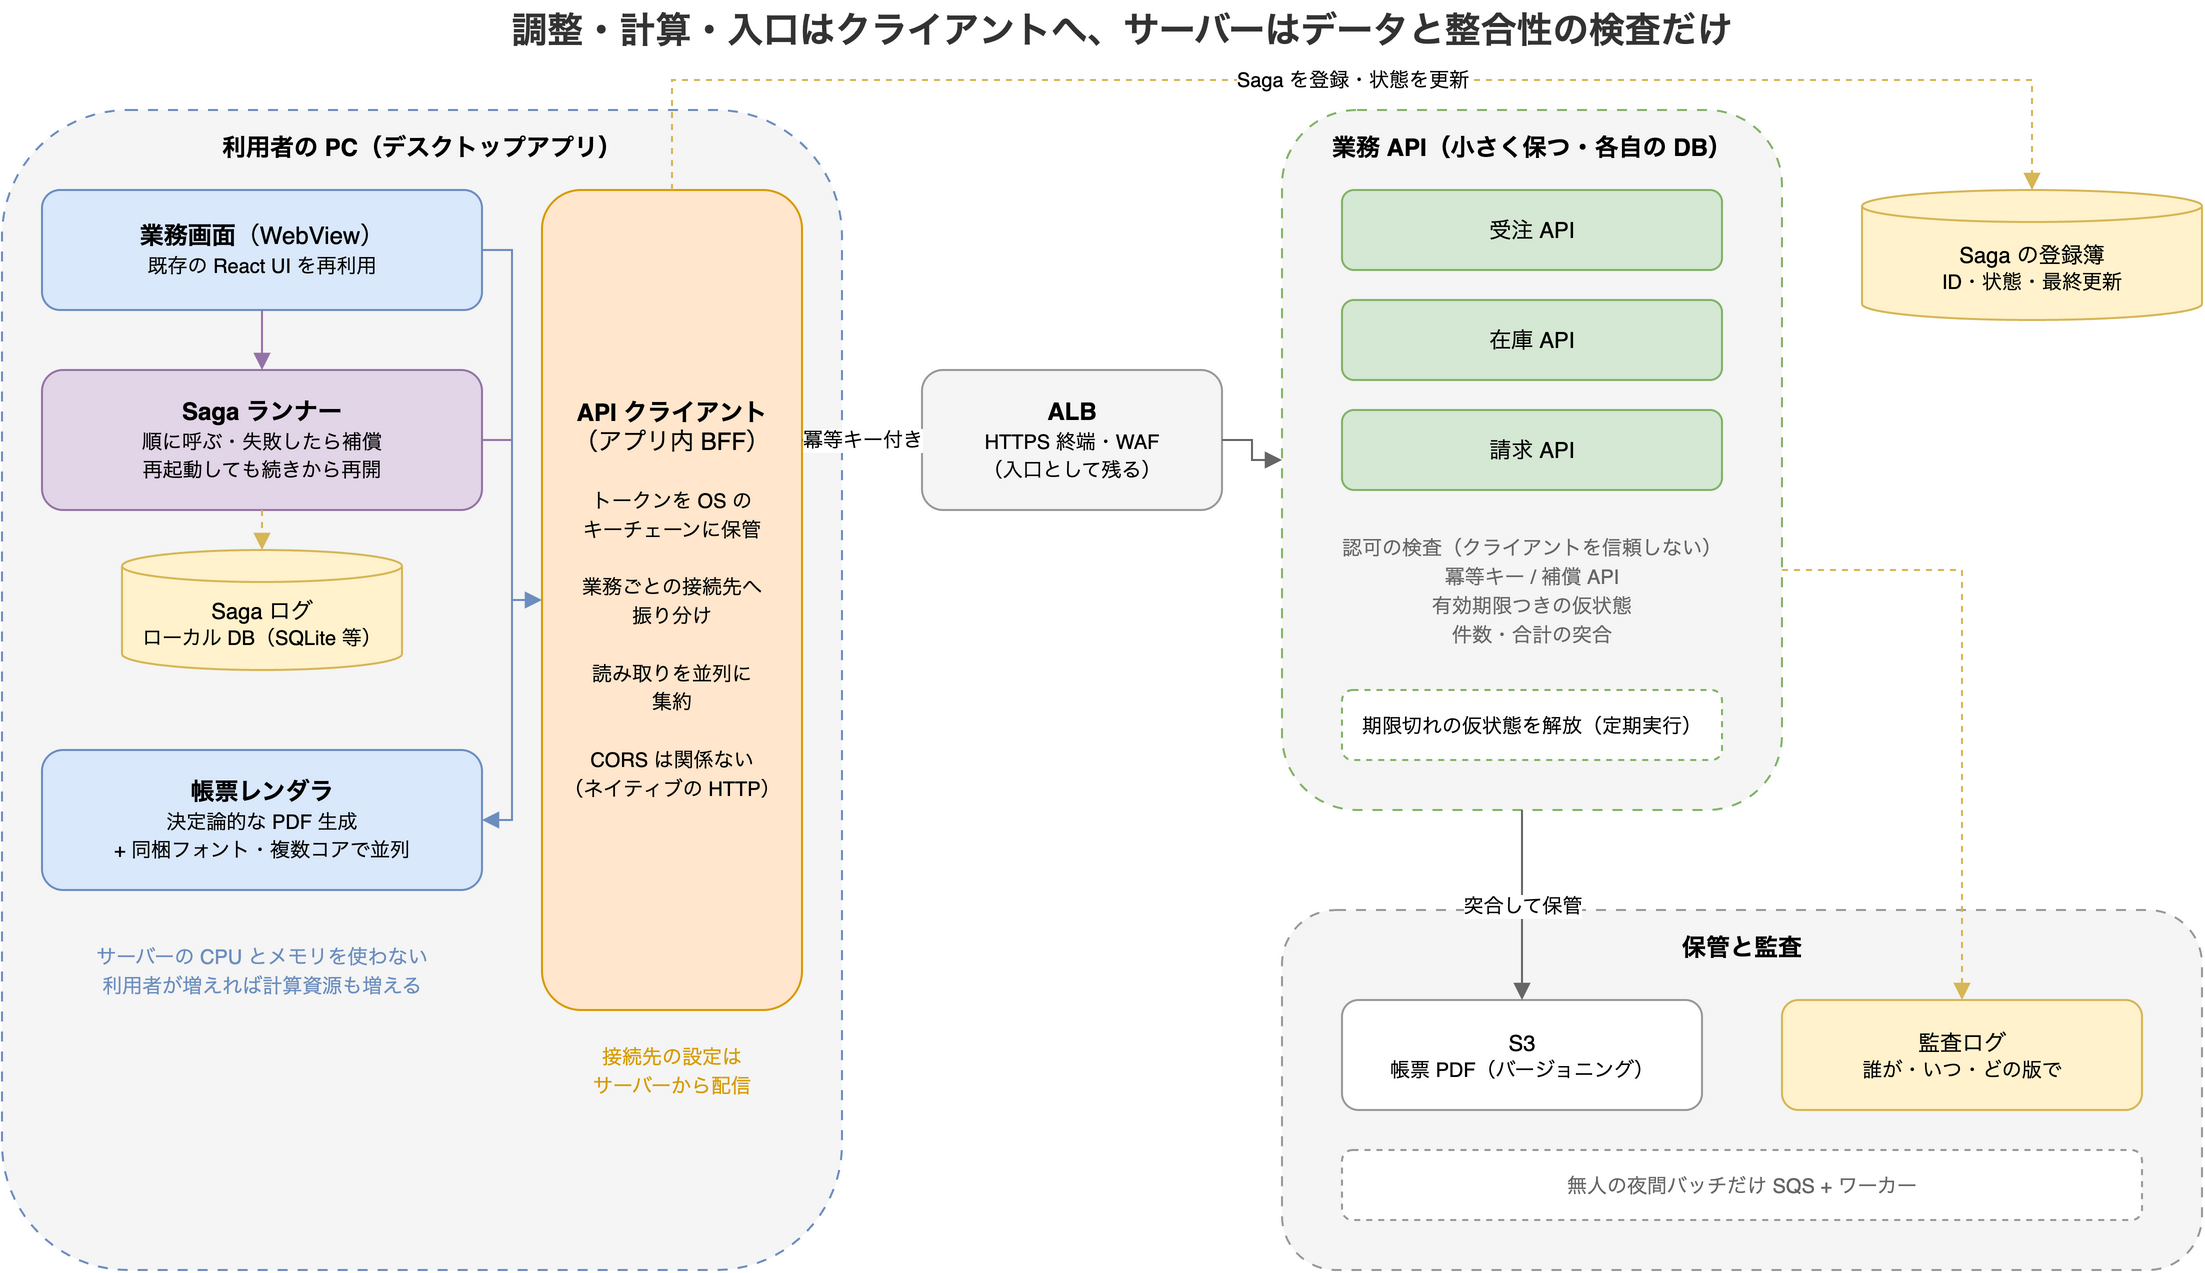 調整・計算・入口はクライアントへ、サーバーはデータと整合性の検査だけ
Saga を登録・状態を更新
利用者の PC（デスクトップアプリ）
業務画面（WebView）
既存の React UI を再利用
Saga ランナー
順に呼ぶ・失敗したら補償
再起動しても続きから再開
Saga ログ
ローカル DB（SQLite 等）
帳票レンダラ
決定論的な PDF 生成
+ 同梱フォント・複数コアで並列
サーバーの CPU とメモリを使わない
利用者が増えれば計算資源も増える
API クライアント
（アプリ内 BFF）
トークンを OS の
キーチェーンに保管
業務ごとの接続先へ
振り分け
読み取りを並列に
集約
CORS は関係ない
（ネイティブの HTTP）
接続先の設定は
サーバーから配信
冪等キー付き
ALB
HTTPS 終端・WAF
（入口として残る）
業務 API（小さく保つ・各自の DB）
受注 API
在庫 API
請求 API
認可の検査（クライアントを信頼しない）
冪等キー / 補償 API
有効期限つきの仮状態
件数・合計の突合
期限切れの仮状態を解放（定期実行）
Saga の登録簿
ID・状態・最終更新
突合して保管
保管と監査
S3
帳票 PDF（バージョニング）
監査ログ
誰が・いつ・どの版で
無人の夜間バッチだけ SQS + ワーカー